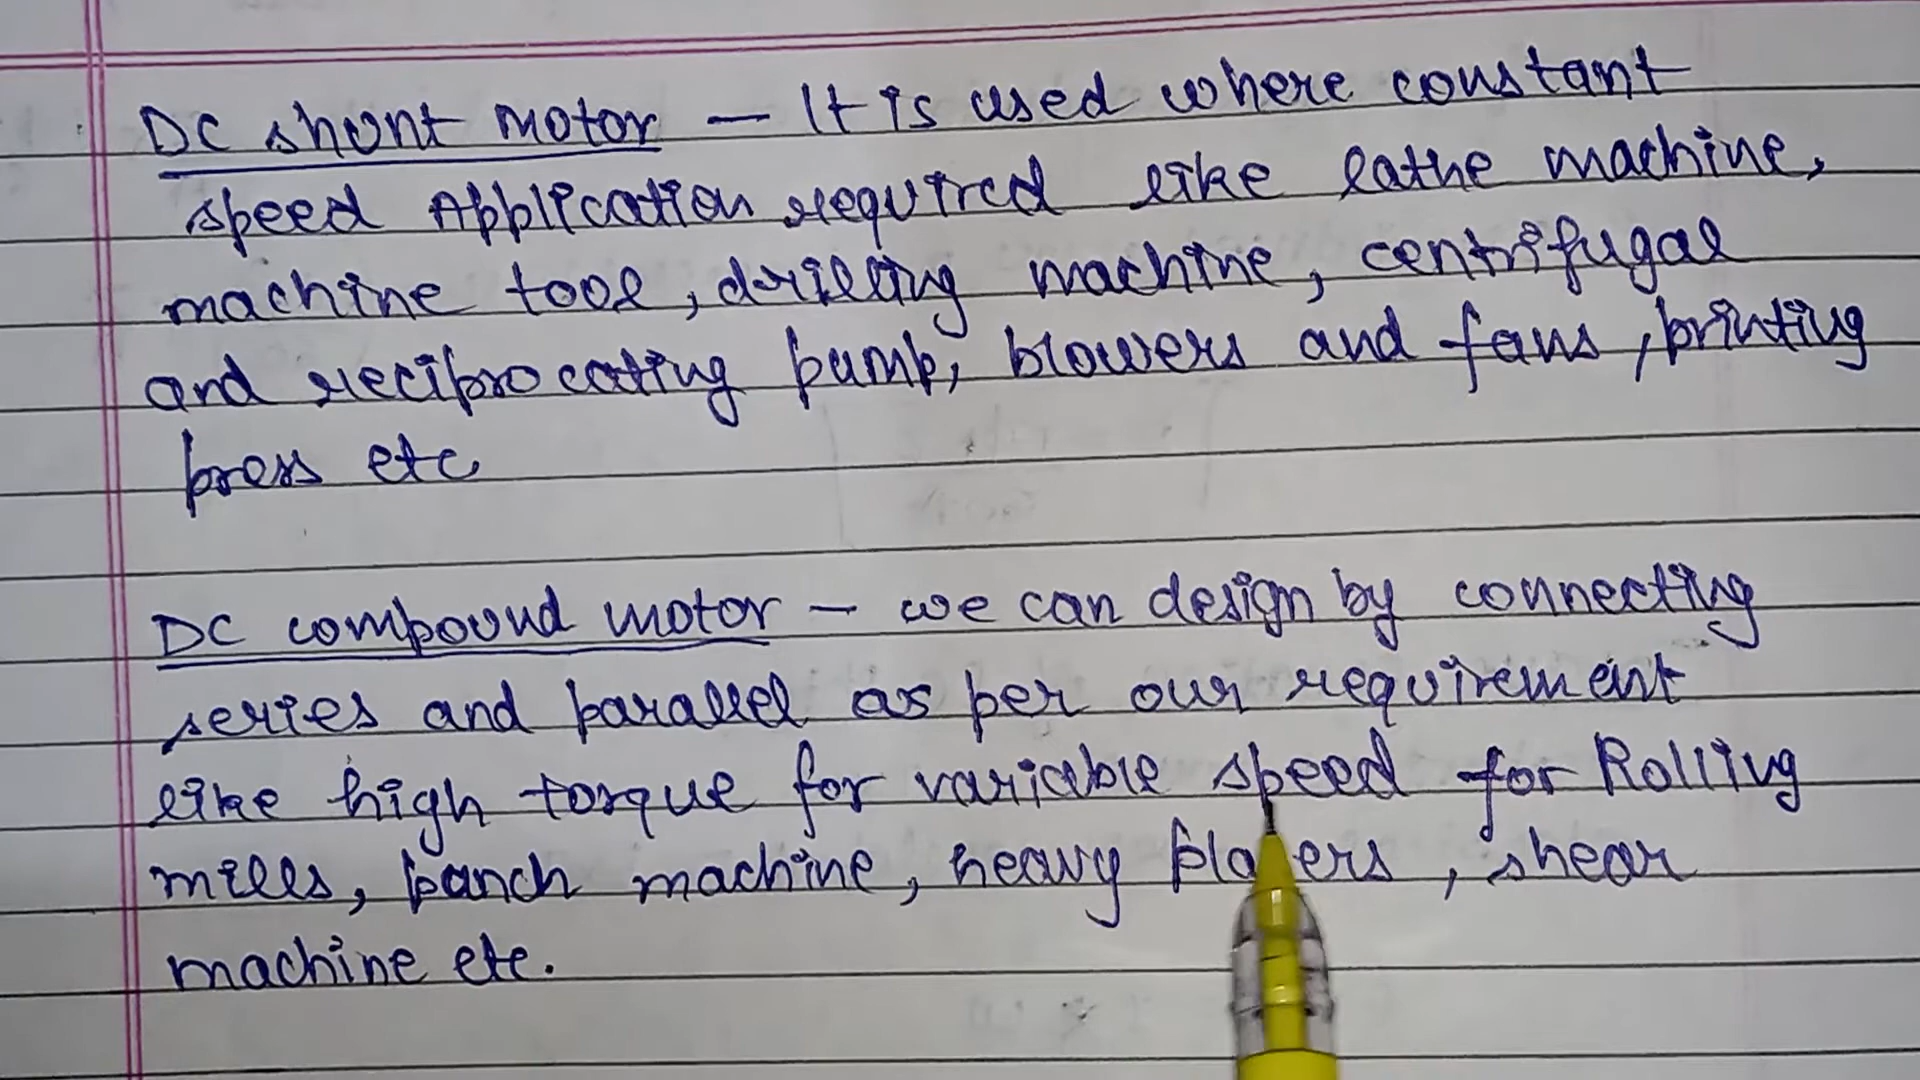 DC shunt motor - It is used where constant
speed Application required like lathe machine,
machine tool, drilling machine, centrifugal
and reciprocating pump, blowers and fans, printing
press etc
DC compound motor - we can design by connecting
series and parallel as per our requirement
like high torque for variable speed for Rolling
mills, panch machine, heavy shear
machine etc.